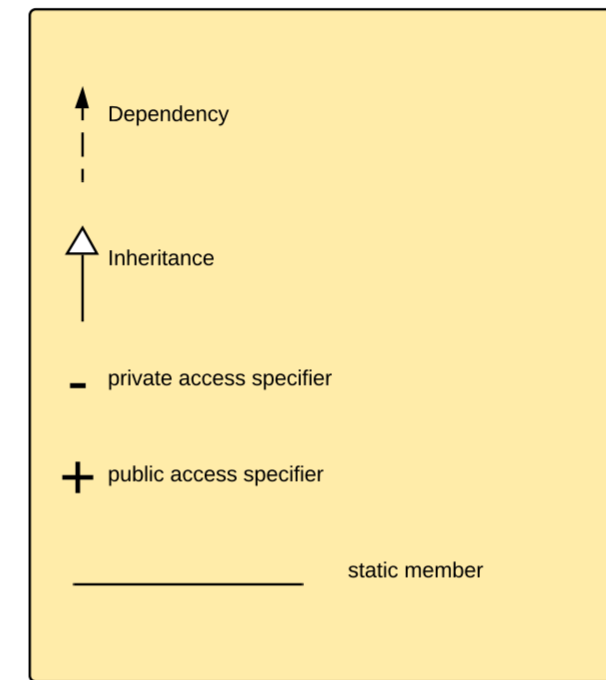 Dependency
Inheritance
- private access specifier
+ public access specifier
static member